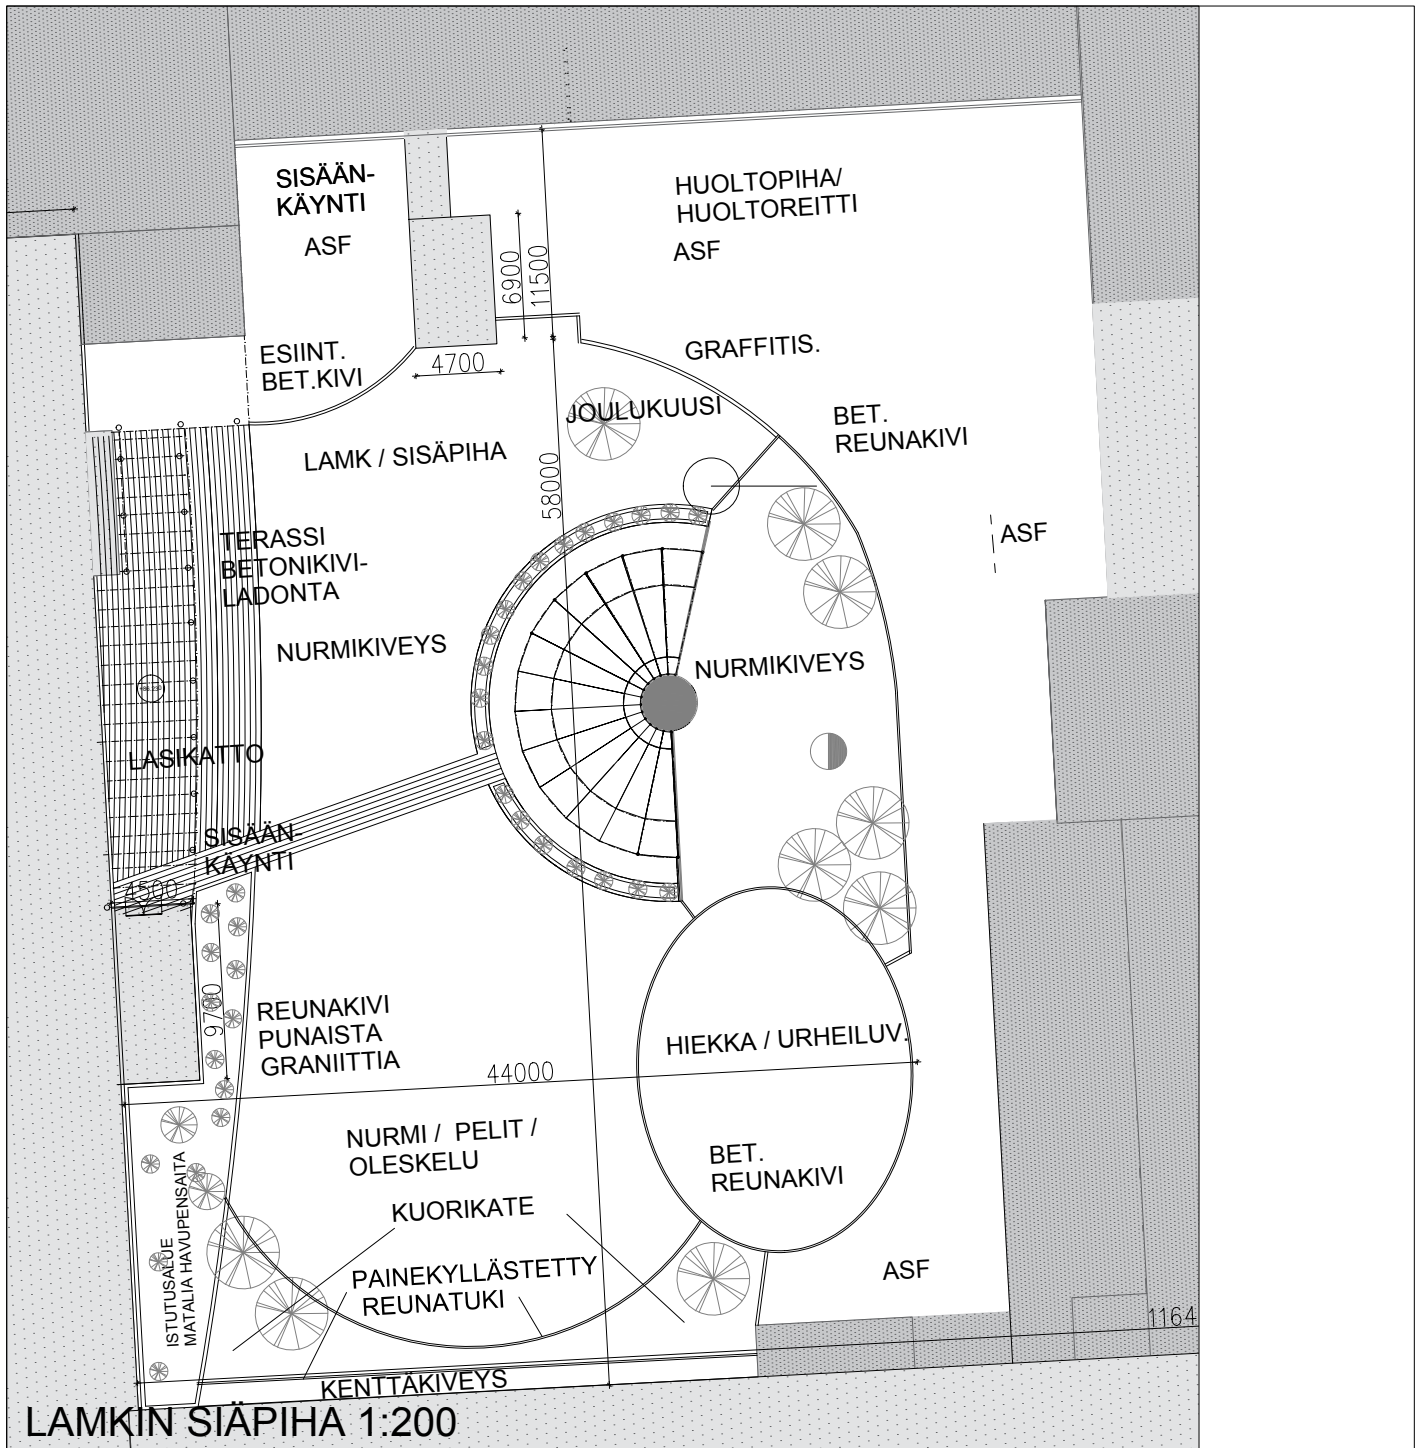 SISÄÄN-
KÄYNTI
ASF
HUOLTOPIHA/
HUOLTOREITTI
ASF
6900
11500
ESIINT.
BET.KIVI
4700
GRAFFITIS.
JOULUKUUSI
BET.
REUNAKIVI
LAMK / SISÄPIHA
58000
ASF
TERASSI
BETONIKIVI-
LADONTA
NURMIKIVEYS
NURMIKIVEYS
LASIKATTO
SISÄÄN-
KÄYNTI
4500
9700
REUNAKIVI
PUNAISTA
GRANIITTIA
HIEKKA / URHEILUV.
44000
NURMI / PELIT /
OLESKELU
BET.
REUNAKIVI
KUORIKATE
ISTUTUSALUE
MATALIA HAVUPENSAITA
PAINEKYLLÄSTETTY
REUNATUKI
ASF
1164
KENTTÄKIVEYS
LAMKIN SIÄPIHA 1:200